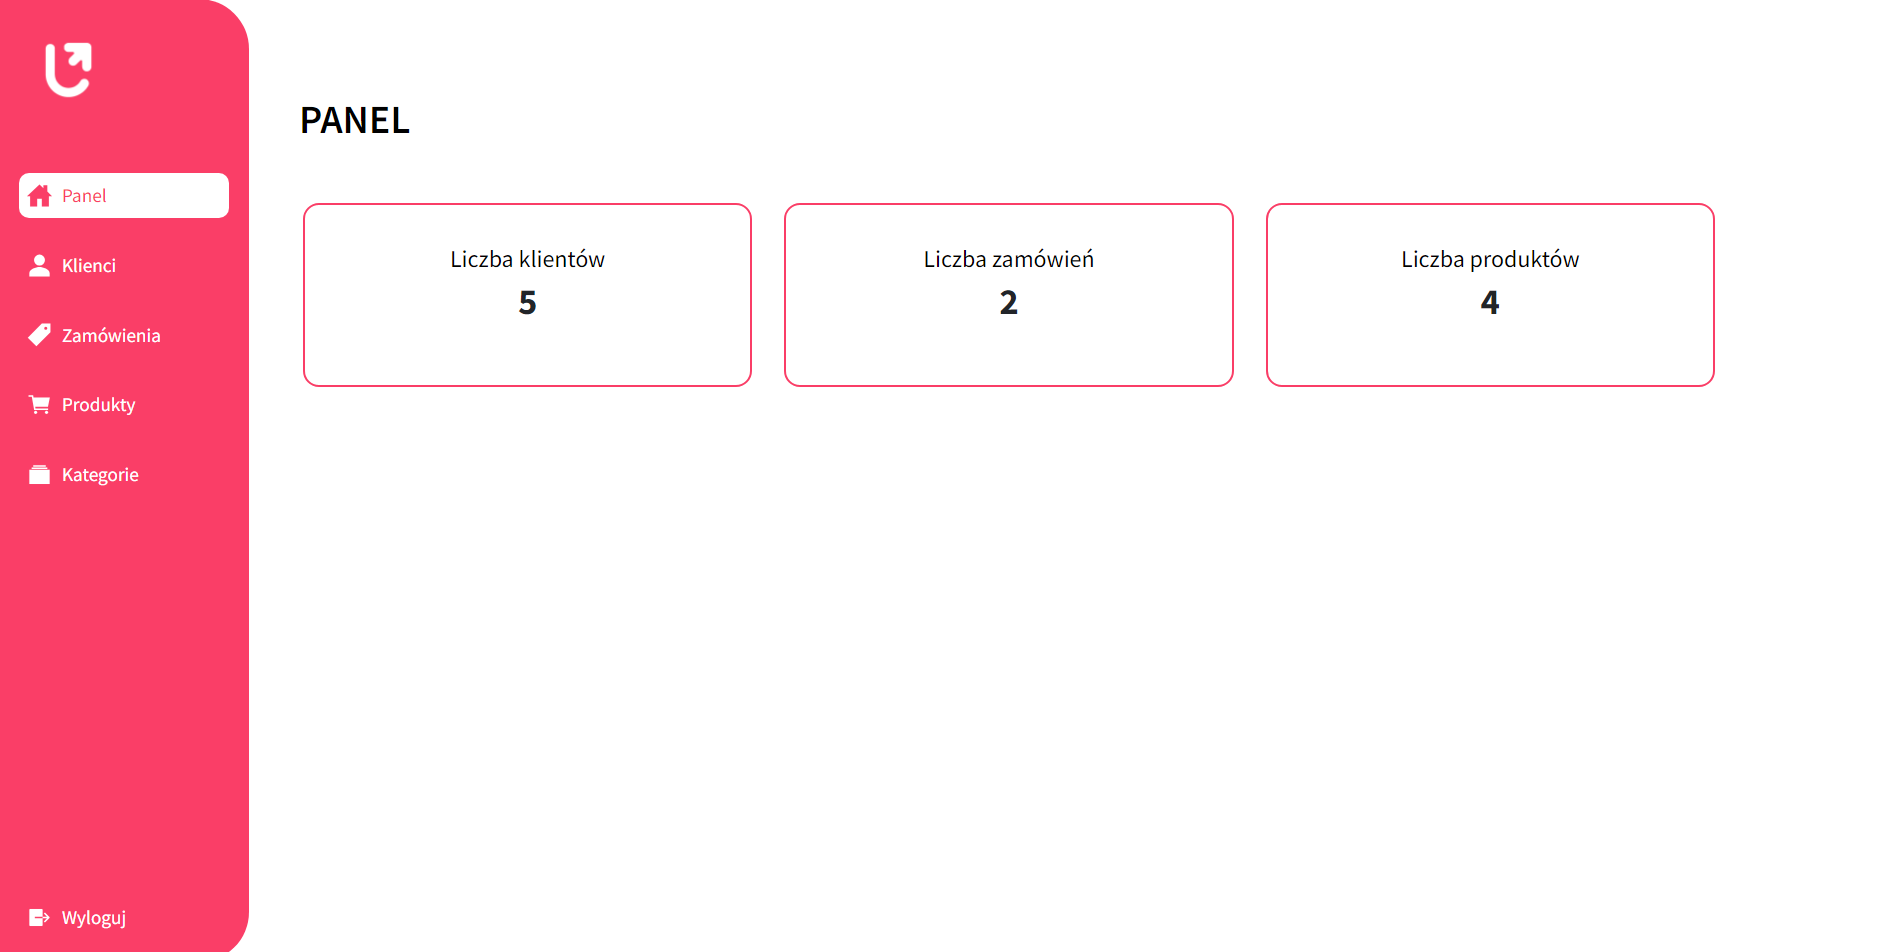 Panel
Klienci
Zamówienia
Produkty
Kategorie
Wyloguj
PANEL
Liczba klientów
5
Liczba zamówień
2
Liczba produktów
4